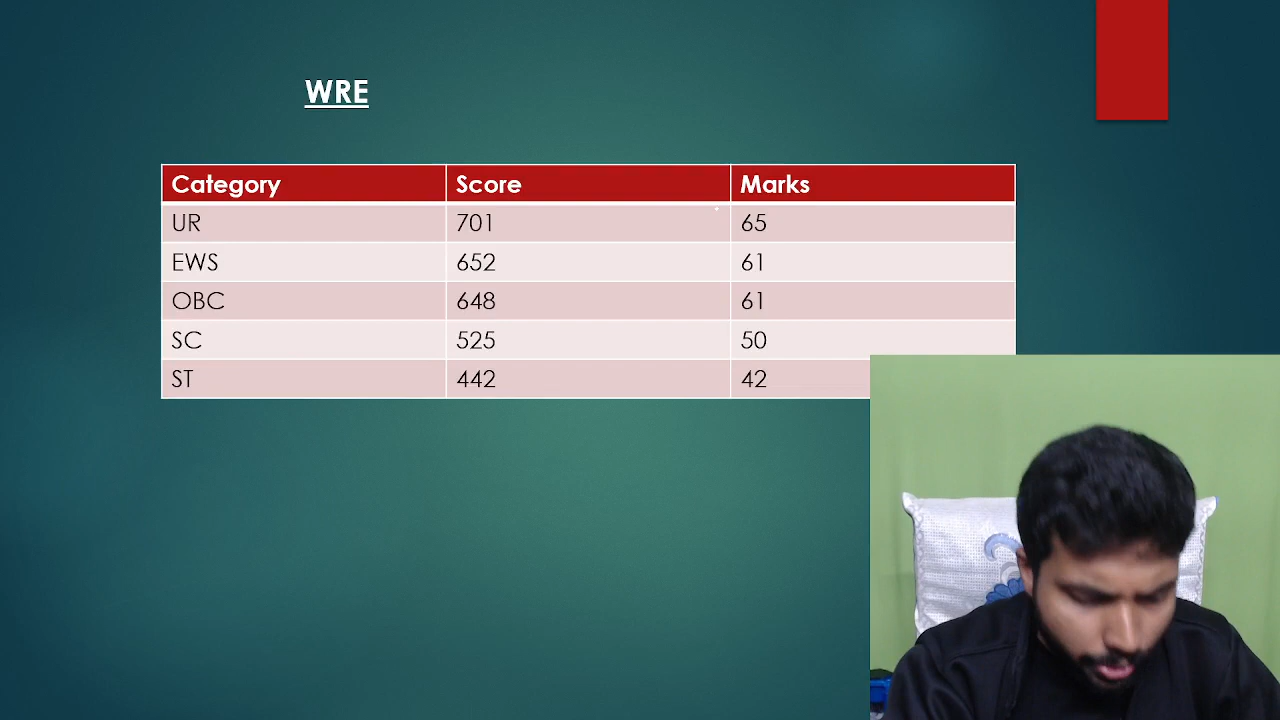 WRE
Category Score Marks
UR 701 65
EWS 652 61
OBC 648 61
SC 525 50
ST 442 42